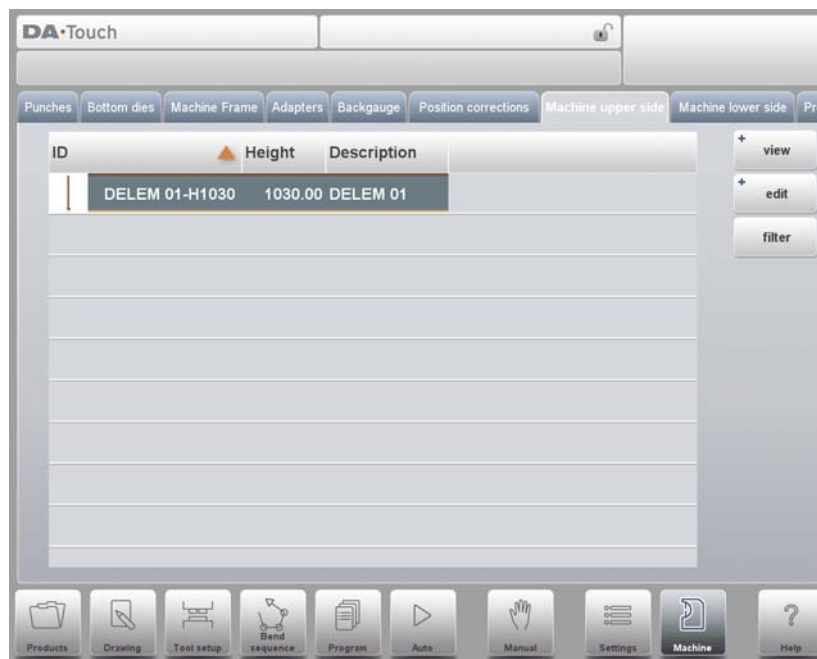 DA·Touch
Punches Bottom dies Machine Frame Adapters Backgauge Position corrections Machine upper side Machine lower side Pr
ID Height Description
DELEM 01-H1030 1030.00 DELEM 01
+ view
+ edit
filter
Products Drawing Tool setup Bend sequence Program Auto Manual Settings Machine Help